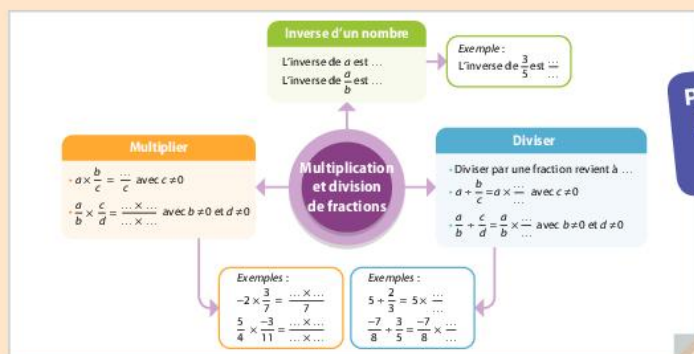 Inverse d'un nombre
L'inverse de a est …
L'inverse de a/b est …
Exemple :
L'inverse de 3/5 est …/…
Multiplier
• a × b/c = …/c avec c ≠ 0
• a/b × c/d = (… × …)/(… × …) avec b ≠ 0 et d ≠ 0
Multiplication
et division
de fractions
Diviser
• Diviser par une fraction revient à …
• a ÷ b/c = a × …/… avec c ≠ 0
• a/b ÷ c/d = a/b × …/… avec b ≠ 0 et d ≠ 0
Exemples :
−2 × 3/7 = (… × …)/7
5/4 × −3/11 = (… × …)/(… × …)
Exemples :
5 ÷ 2/3 = 5 × …/…
−7/8 ÷ 3/5 = −7/8 × …/…
P